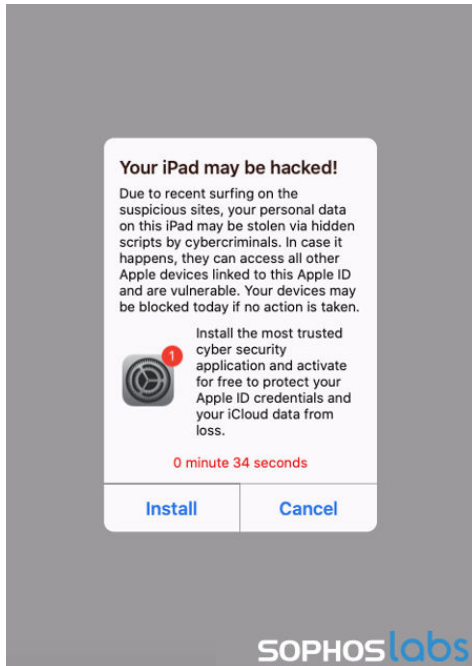 Your iPad may be hacked!
Due to recent surfing on the
suspicious sites, your personal data
on this iPad may be stolen via hidden
scripts by cybercriminals. In case it
happens, they can access all other
Apple devices linked to this Apple ID
and are vulnerable. Your devices may
be blocked today if no action is taken.
1
Install the most trusted
cyber security
application and activate
for free to protect your
Apple ID credentials and
your iCloud data from
loss.
0 minute 34 seconds
Install
Cancel
SOPHOSlabs